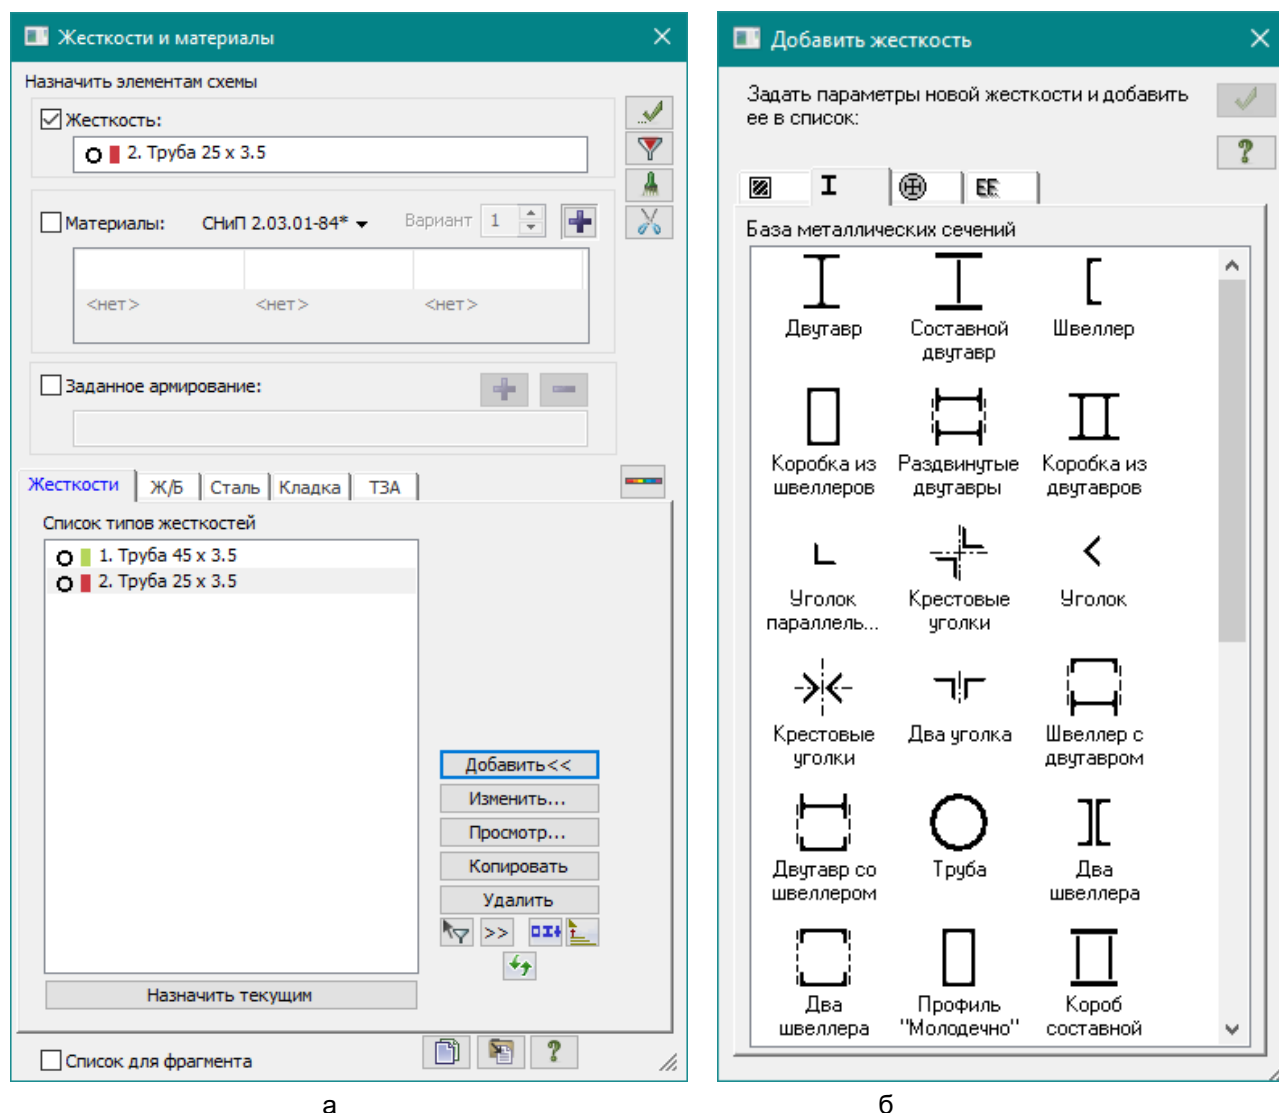 Жесткости и материалы
Назначить элементам схемы
Жесткость:
2. Труба 25 x 3.5
Материалы: СНиП 2.03.01-84* Вариант 1
<нет> <нет> <нет>
Заданное армирование:
Жесткости Ж/Б Сталь Кладка ТЗА
Список типов жесткостей
1. Труба 45 x 3.5
2. Труба 25 x 3.5
Добавить<<
Изменить...
Просмотр...
Копировать
Удалить
>>
Назначить текущим
Список для фрагмента
?
а
Добавить жесткость
Задать параметры новой жесткости и добавить
ее в список:
?
База металлических сечений
Двутавр Составной Швеллер
двутавр
Коробка из Раздвинутые Коробка из
швеллеров двутавры двутавров
Уголок Крестовые Уголок
параллель... уголки
Крестовые Два уголка Швеллер с
уголки двутавром
Двутавр со Труба Два
швеллером швеллера
Два Профиль Короб
швеллера "Молодечно" составной
б